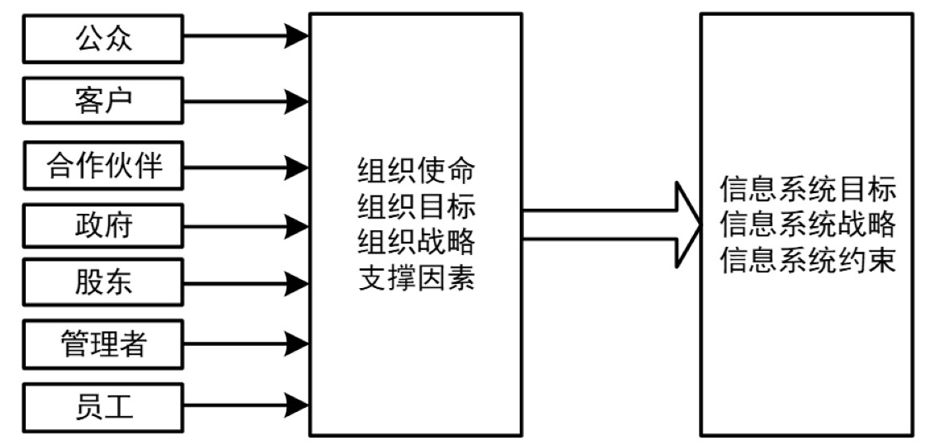 公众
客户
合作伙伴
政府
股东
管理者
员工
组织使命
组织目标
组织战略
支撑因素
信息系统目标
信息系统战略
信息系统约束